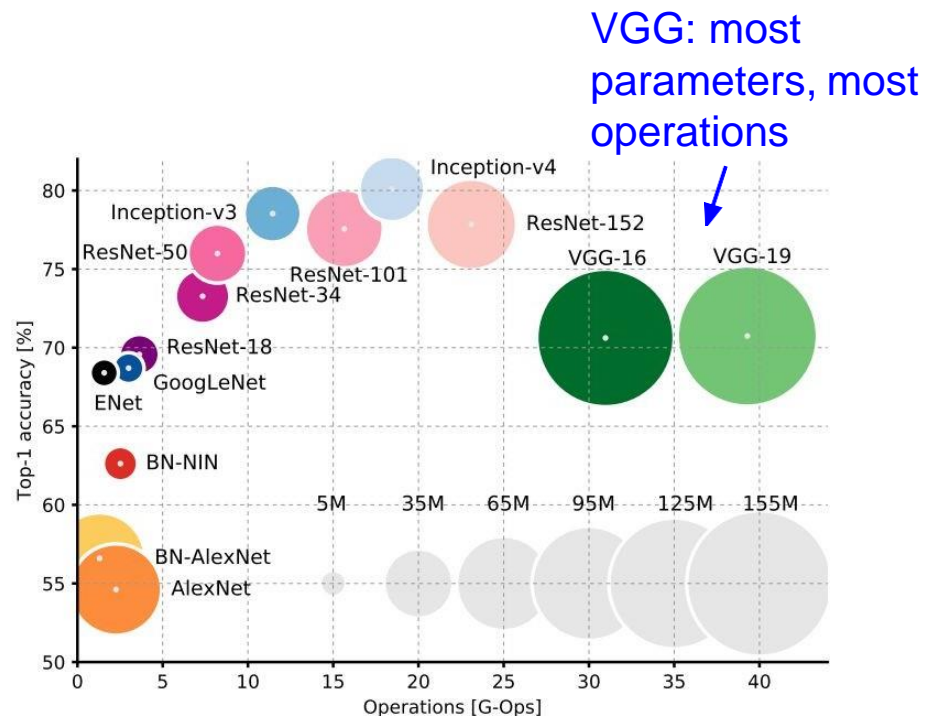 VGG: most
parameters, most
operations
Inception-v4
80
Inception-v3
ResNet-152
ResNet-50
VGG-16
VGG-19
75
ResNet-101
ResNet-34
70
ResNet-18
GoogLeNet
ENet
65
BN-NIN
60
5M 35M 65M 95M 125M 155M
BN-AlexNet
55
AlexNet
50
Top-1 accuracy [%]
0 5 10 15 20 25 30 35 40
Operations [G-Ops]